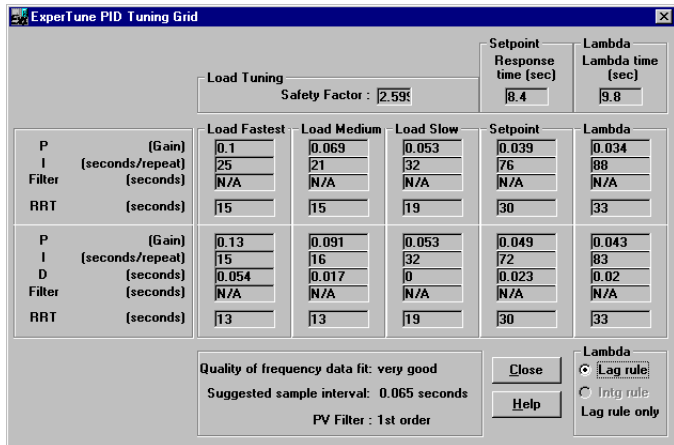 ExperTune PID Tuning Grid
Setpoint Lambda
Response time (sec) Lambda time (sec)
Load Tuning
Safety Factor : 2.599 8.4 9.8
Load Fastest Load Medium Load Slow Setpoint Lambda
P (Gain) 0.1 0.069 0.053 0.039 0.034
I (seconds/repeat) 25 21 32 76 88
Filter (seconds) N/A N/A N/A N/A N/A
RRT (seconds) 15 15 19 30 33
P (Gain) 0.13 0.091 0.053 0.049 0.043
I (seconds/repeat) 15 16 32 72 83
D (seconds) 0.054 0.017 0 0.023 0.02
Filter (seconds) N/A N/A N/A N/A N/A
RRT (seconds) 13 13 19 30 33
Quality of frequency data fit: very good
Suggested sample interval: 0.065 seconds
PV Filter : 1st order
Close
Help
Lambda
Lag rule
Intg rule
Lag rule only